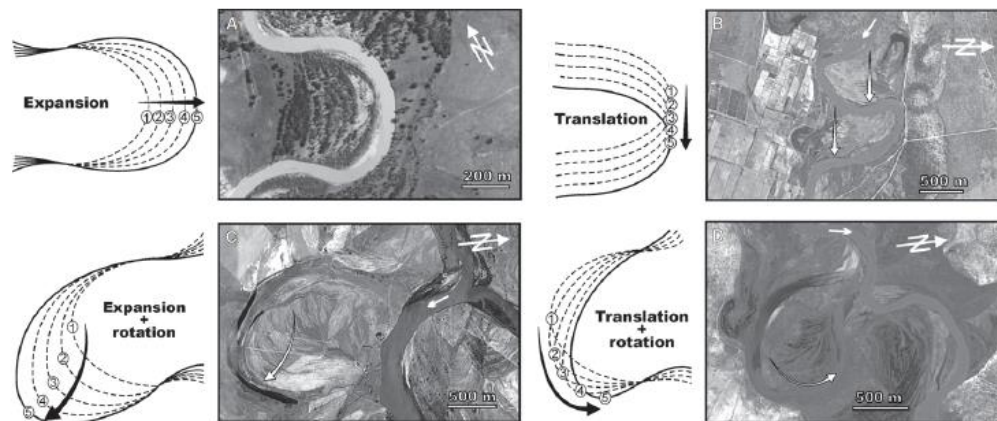 A
N
Expansion
① ② ③ ④ ⑤
200 m
B
N
Translation
①
②
③
④
⑤
500 m
C
N
Expansion
+
rotation
①
②
③
④
⑤
500 m
D
N
Translation
+
rotation
①
②
③
④
⑤
500 m